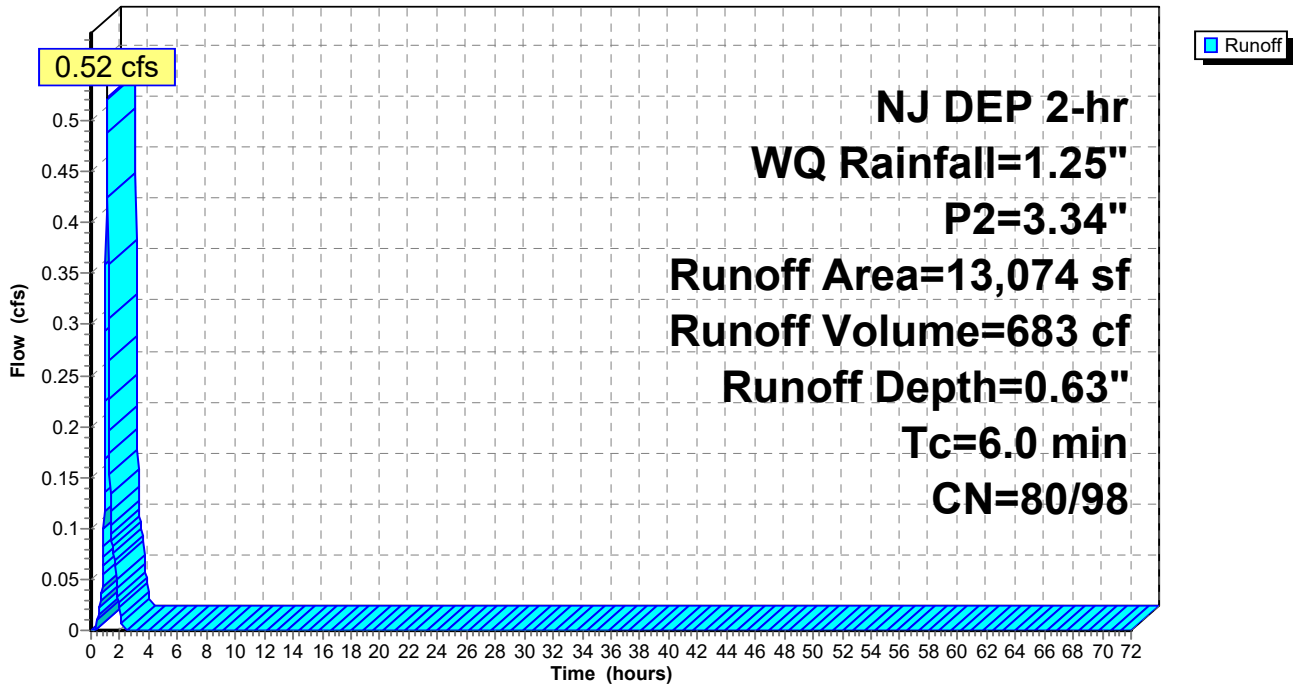 0.52 cfs
Runoff
NJ DEP 2-hr
WQ Rainfall=1.25"
P2=3.34"
Runoff Area=13,074 sf
Runoff Volume=683 cf
Runoff Depth=0.63"
Tc=6.0 min
CN=80/98
Flow (cfs)
0.5
0.45
0.4
0.35
0.3
0.25
0.2
0.15
0.1
0.05
0
0 2 4 6 8 10 12 14 16 18 20 22 24 26 28 30 32 34 36 38 40 42 44 46 48 50 52 54 56 58 60 62 64 66 68 70 72
Time (hours)